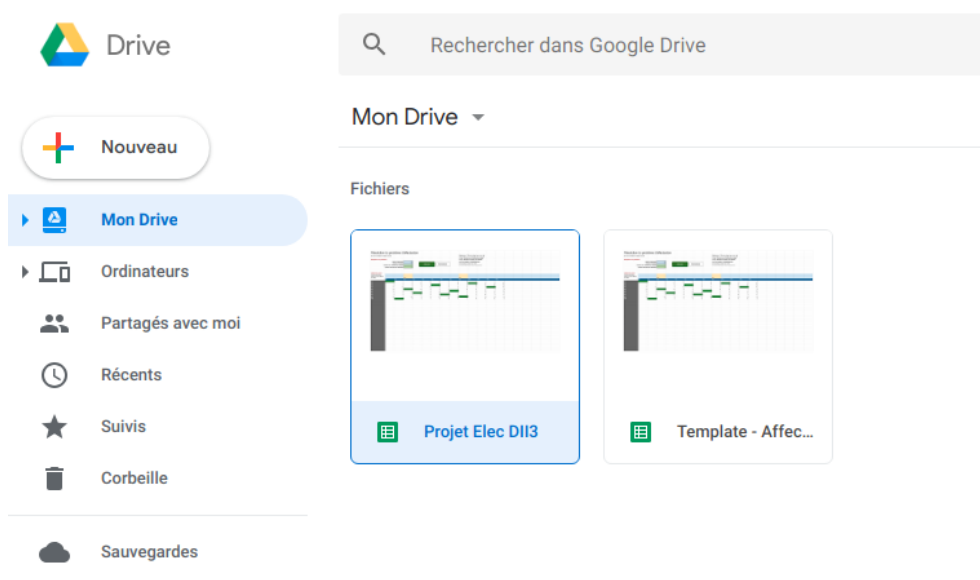 Drive
Rechercher dans Google Drive
Mon Drive
Nouveau
Fichiers
Mon Drive
Ordinateurs
Partagés avec moi
Récents
Suivis
Corbeille
Sauvegardes
Projet Elec DII3
Template - Affec...